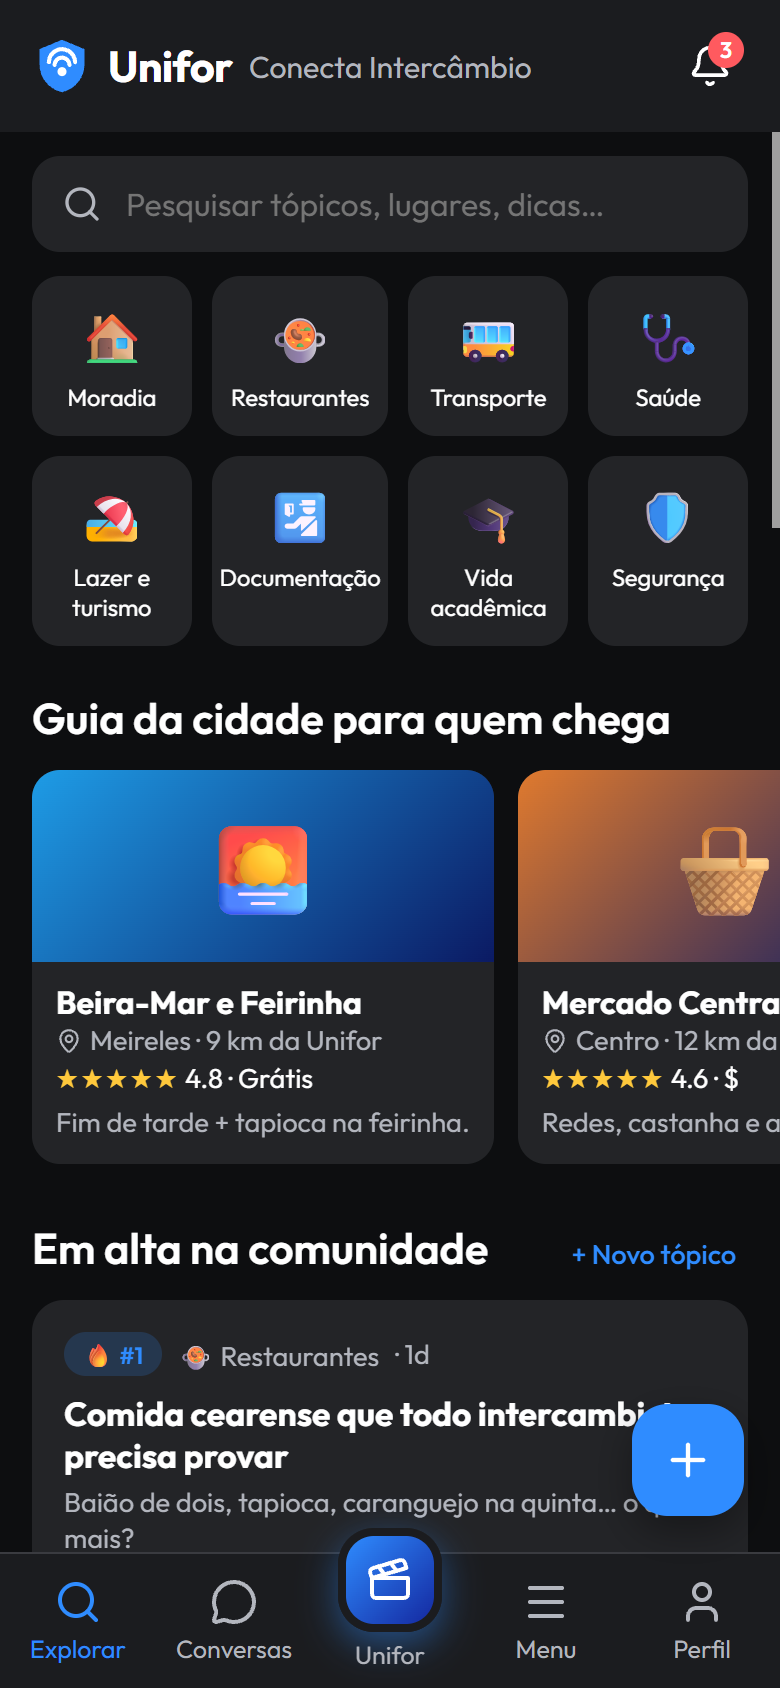 Unifor Conecta Intercâmbio
3
Pesquisar tópicos, lugares, dicas...
Moradia
Restaurantes
Transporte
Saúde
Lazer e
turismo
Documentação
Vida
acadêmica
Segurança
Guia da cidade para quem chega
Beira-Mar e Feirinha
Meireles · 9 km da Unifor
★★★★★ 4.8 · Grátis
Fim de tarde + tapioca na feirinha.
Mercado Centra
Centro · 12 km da
★★★★★ 4.6 · $
Redes, castanha e a
Em alta na comunidade
+ Novo tópico
#1 Restaurantes · 1d
Comida cearense que todo
precisa provar
Baião de dois, tapioca, caranguejo na quinta... o
mais?
Explorar
Conversas
Unifor
Menu
Perfil